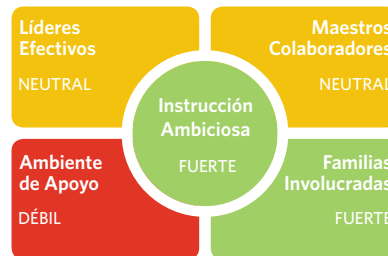 Líderes
Efectivos
NEUTRAL
Maestros
Colaboradores
NEUTRAL
Instrucción
Ambiciosa
FUERTE
Ambiente
de Apoyo
DÉBIL
Familias
Involucradas
FUERTE